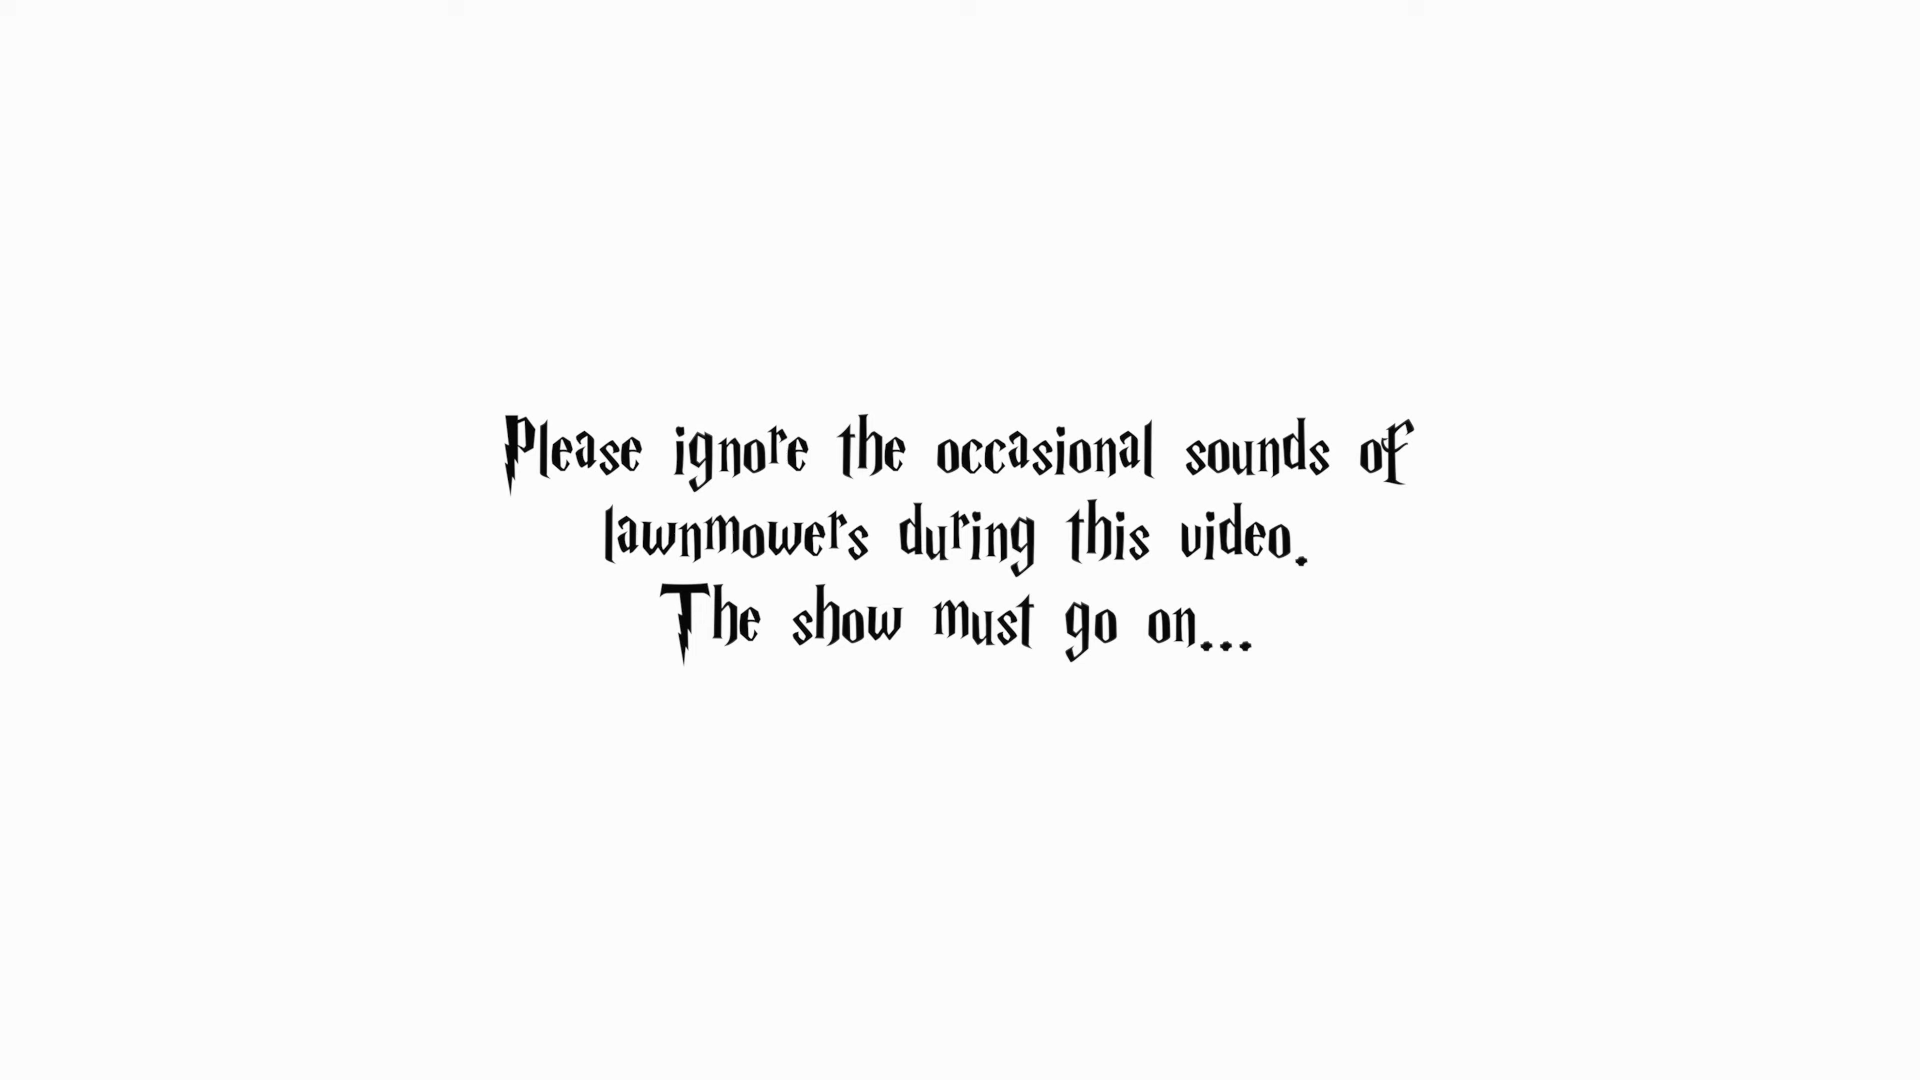 Please ignore the occasional sounds of
lawnmowers during this video.
The show must go on...